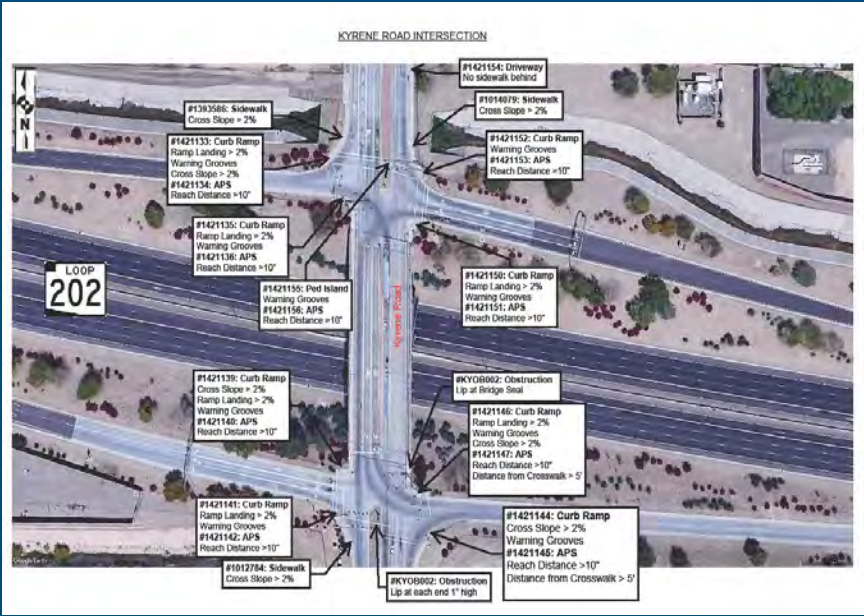 KYRENE ROAD INTERSECTION
#1421154: Driveway
No sidewalk behind
#1393586: Sidewalk
Cross Slope > 2%
#1014079: Sidewalk
Cross Slope > 2%
N
#1421133: Curb Ramp
Ramp Landing > 2%
Warning Grooves
Cross Slope > 2%
#1421134: APS
Reach Distance >10"
#1421152: Curb Ramp
Warning Grooves
#1421153: APS
Reach Distance >10"
#1421135: Curb Ramp
Ramp Landing > 2%
Warning Grooves
#1421136: APS
Reach Distance >10"
#1421155: Ped Island
Warning Grooves
#1421156: APS
Reach Distance >10"
#1421150: Curb Ramp
Ramp Landing > 2%
Warning Grooves
#1421151: APS
Reach Distance >10"
LOOP
202
Kyrene Road
#1421139: Curb Ramp
Cross Slope > 2%
Ramp Landing > 2%
Warning Grooves
#1421140: APS
Reach Distance >10"
#KYOB002: Obstruction
Lip at Bridge Seal
#1421146: Curb Ramp
Ramp Landing > 2%
Warning Grooves
Cross Slope > 2%
#1421147: APS
Reach Distance >10"
Distance from Crosswalk > 5'
#1421141: Curb Ramp
Ramp Landing > 2%
Warning Grooves
#1421142: APS
Reach Distance >10"
#1421144: Curb Ramp
Cross Slope > 2%
Warning Grooves
#1421145: APS
Reach Distance >10"
Distance from Crosswalk > 5'
#1012784: Sidewalk
Cross Slope > 2%
#KYOB002: Obstruction
Lip at each end 1" high
Google Earth